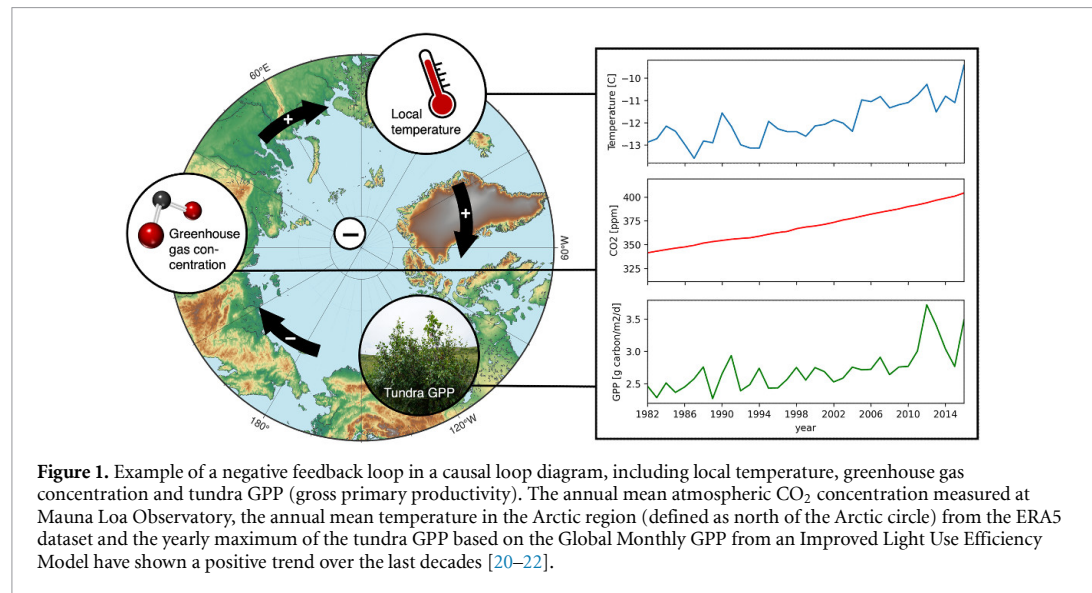 60°E
Local
temperature
+
+
Greenhouse
gas con-
centration
−
60°W
−
Tundra GPP
180°
120°W
Temperature [C]
−10
−11
−12
−13
CO2 [ppm]
400
375
350
325
GPP [g carbon/m2/d]
3.5
3.0
2.5
1982 1986 1990 1994 1998 2002 2006 2010 2014
year
Figure 1. Example of a negative feedback loop in a causal loop diagram, including local temperature, greenhouse gas
concentration and tundra GPP (gross primary productivity). The annual mean atmospheric CO₂ concentration measured at
Mauna Loa Observatory, the annual mean temperature in the Arctic region (defined as north of the Arctic circle) from the ERA5
dataset and the yearly maximum of the tundra GPP based on the Global Monthly GPP from an Improved Light Use Efficiency
Model have shown a positive trend over the last decades [20–22].